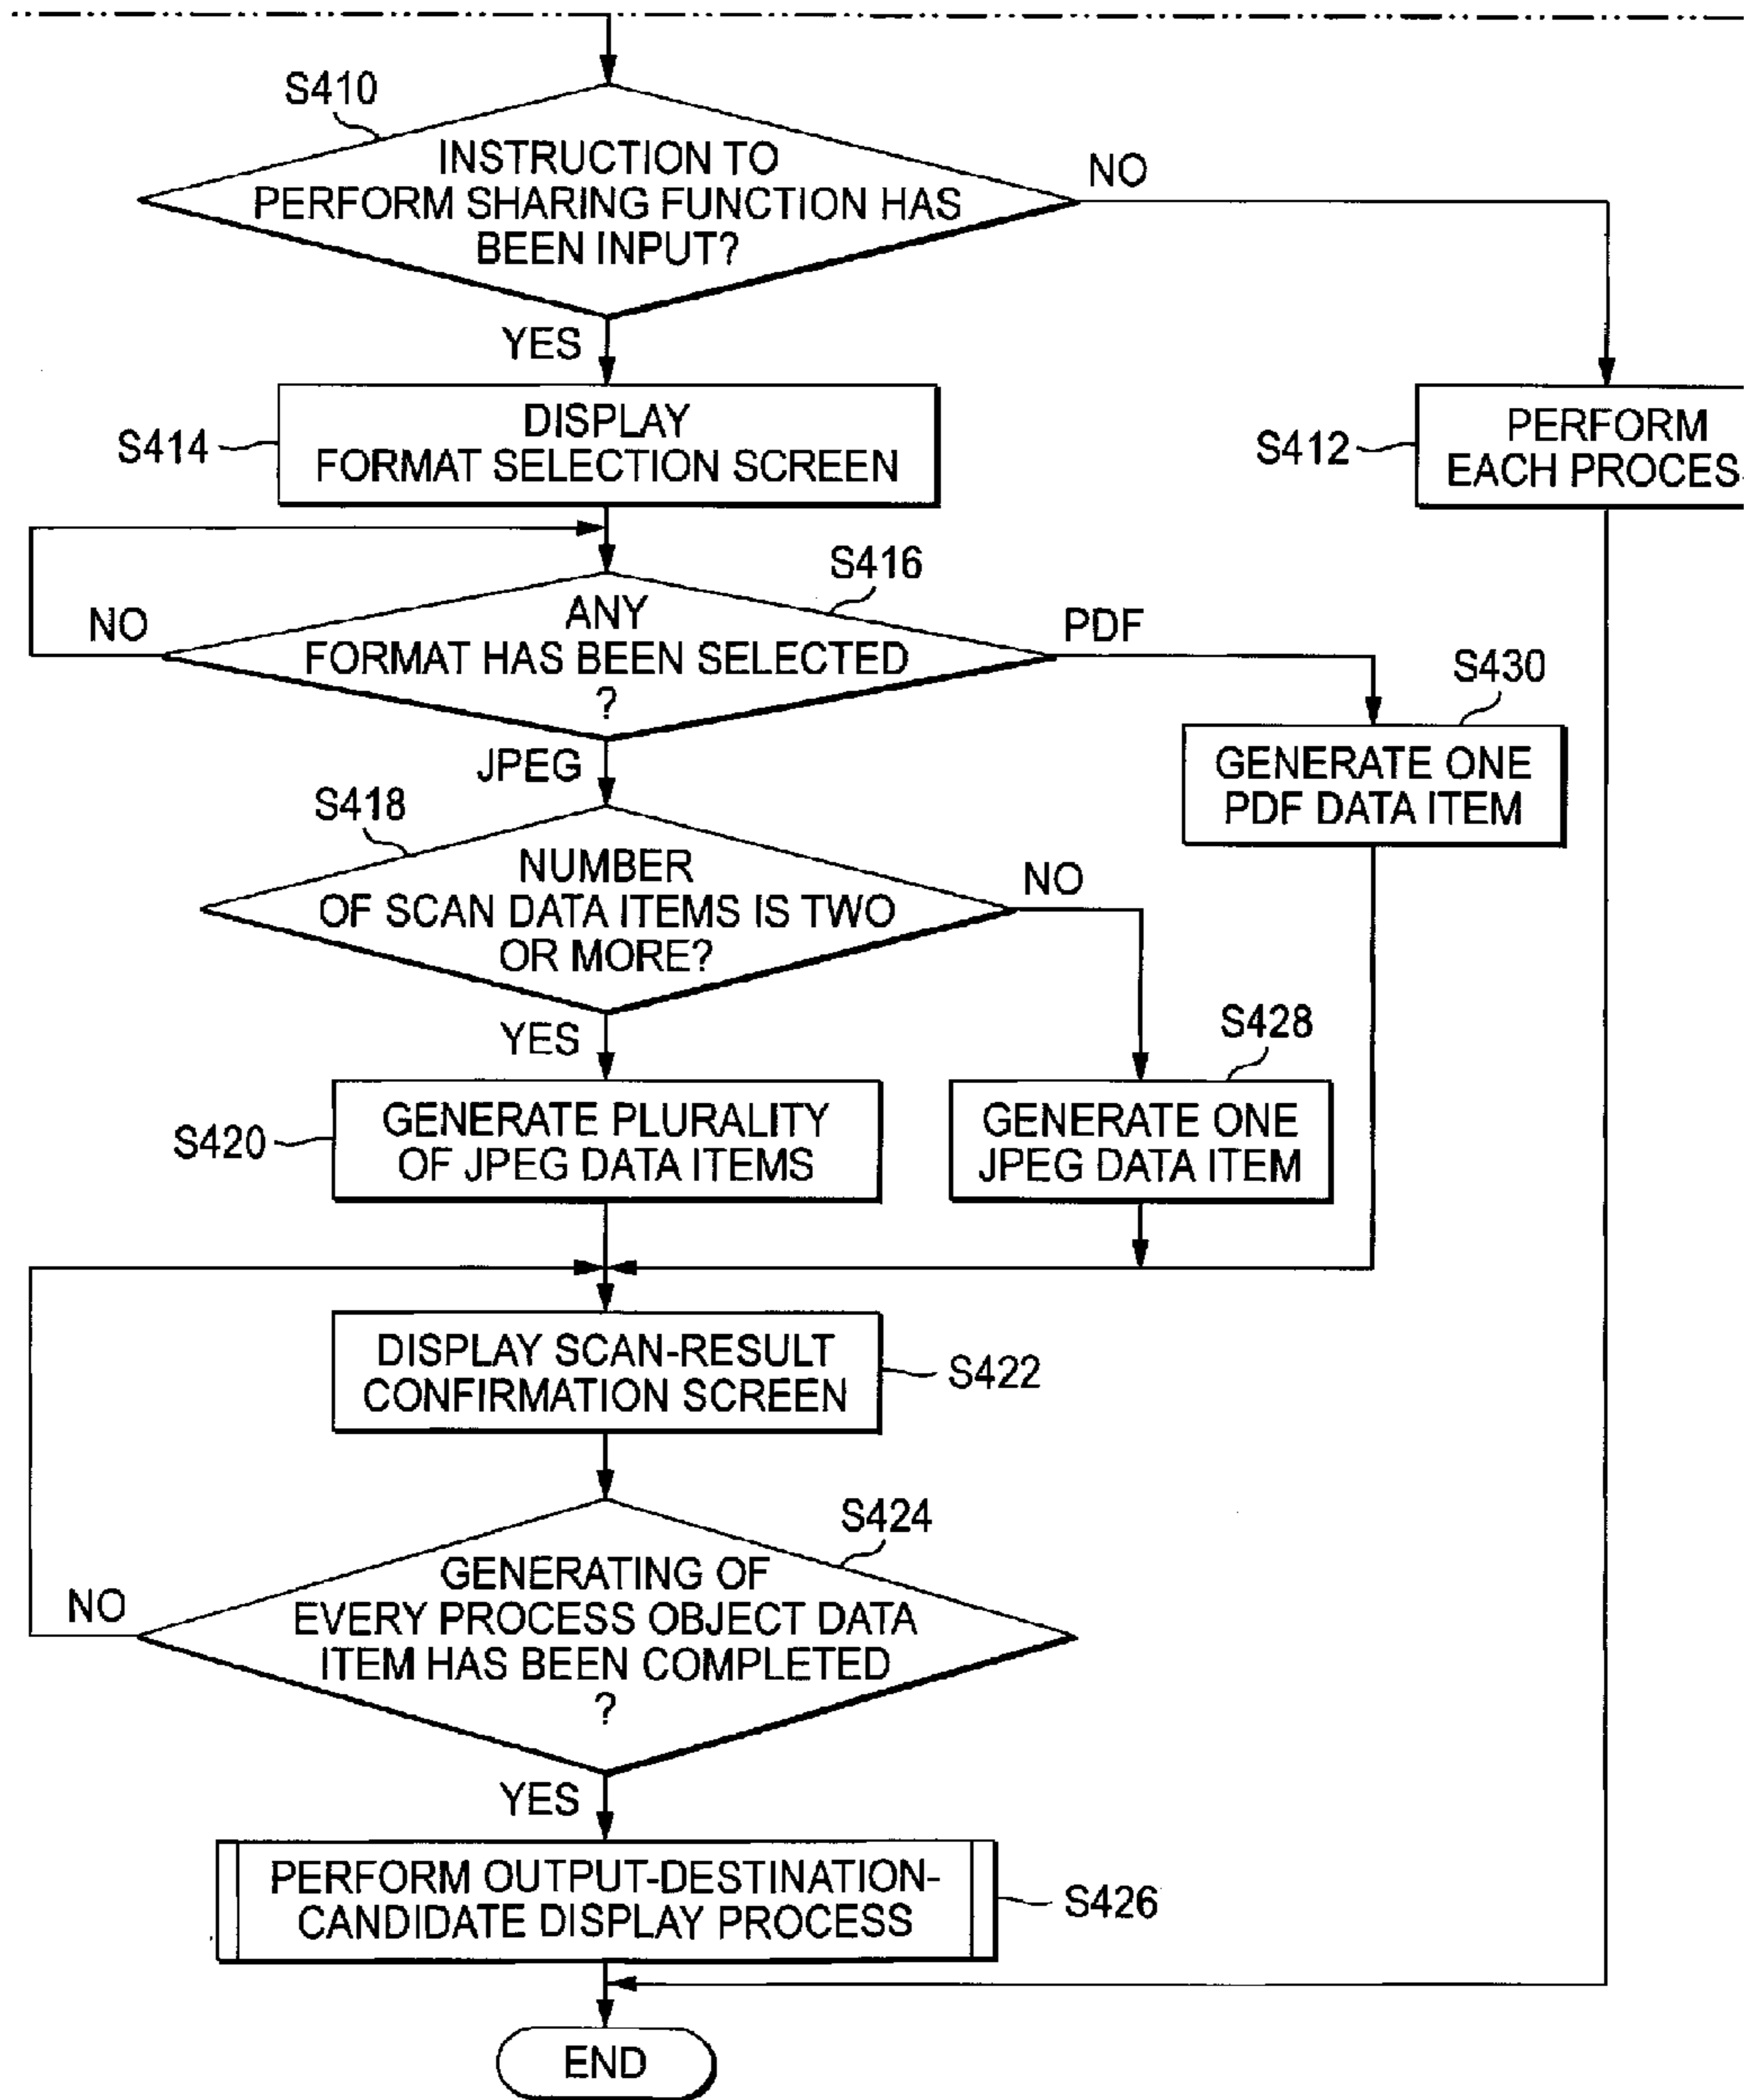 S410
INSTRUCTION TO
PERFORM SHARING FUNCTION HAS
BEEN INPUT?
NO
YES
S414
DISPLAY
FORMAT SELECTION SCREEN
S412
PERFORM
EACH PROCES
S416
NO
ANY
FORMAT HAS BEEN SELECTED
?
PDF
S430
GENERATE ONE
PDF DATA ITEM
JPEG
S418
NUMBER
OF SCAN DATA ITEMS IS TWO
OR MORE?
NO
YES
S428
S420
GENERATE PLURALITY
OF JPEG DATA ITEMS
GENERATE ONE
JPEG DATA ITEM
DISPLAY SCAN-RESULT
CONFIRMATION SCREEN
S422
S424
GENERATING OF
EVERY PROCESS OBJECT DATA
ITEM HAS BEEN COMPLETED
?
NO
YES
PERFORM OUTPUT-DESTINATION-
CANDIDATE DISPLAY PROCESS
S426
END